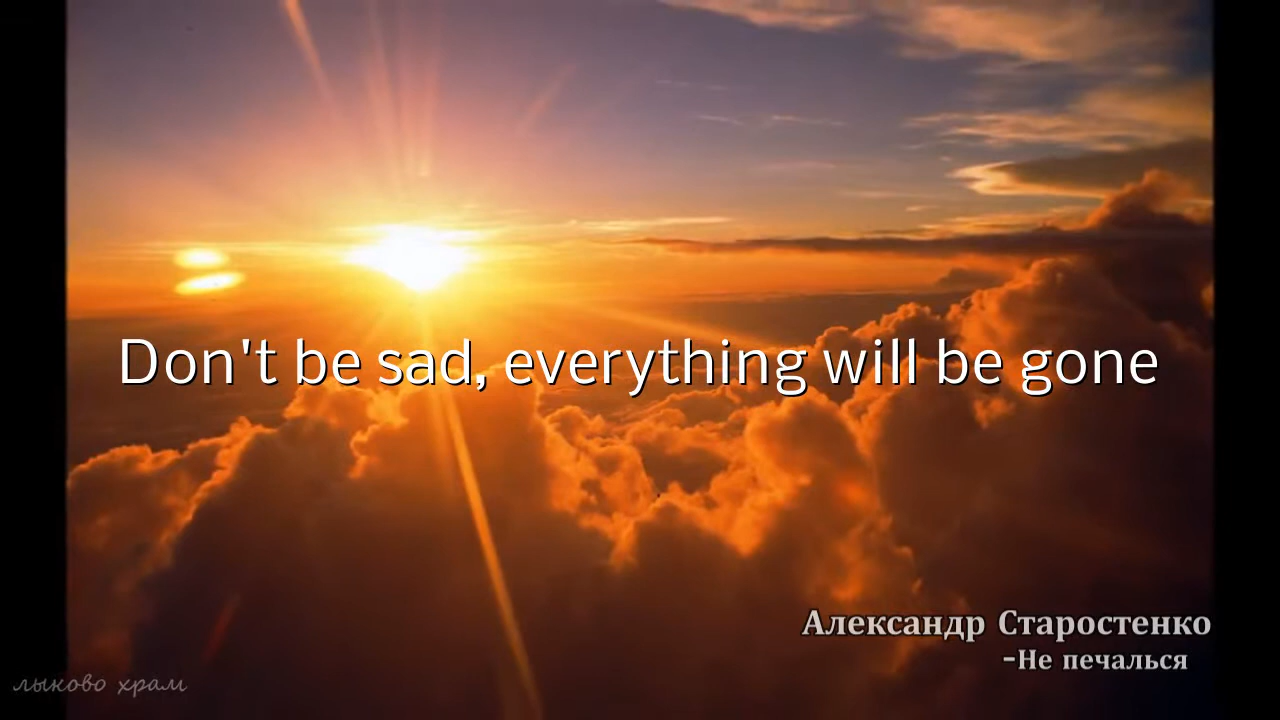 Don't be sad, everything will be gone
Александр Старостенко
-Не печалься
лыково храм